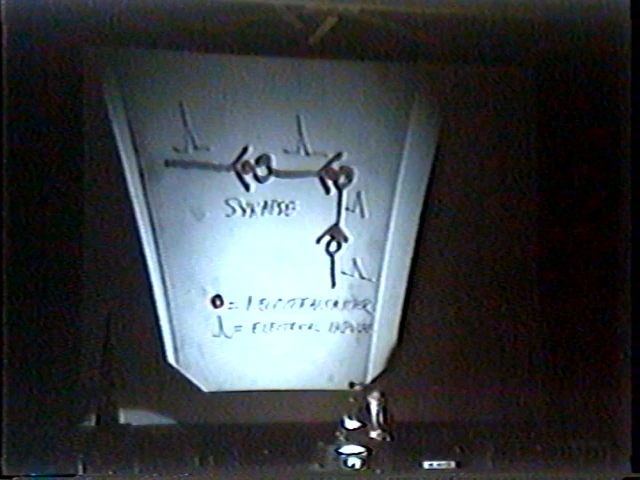 SYNAPSE
= NEUROTRANSMITTER
= ELECTRICAL IMPULSE